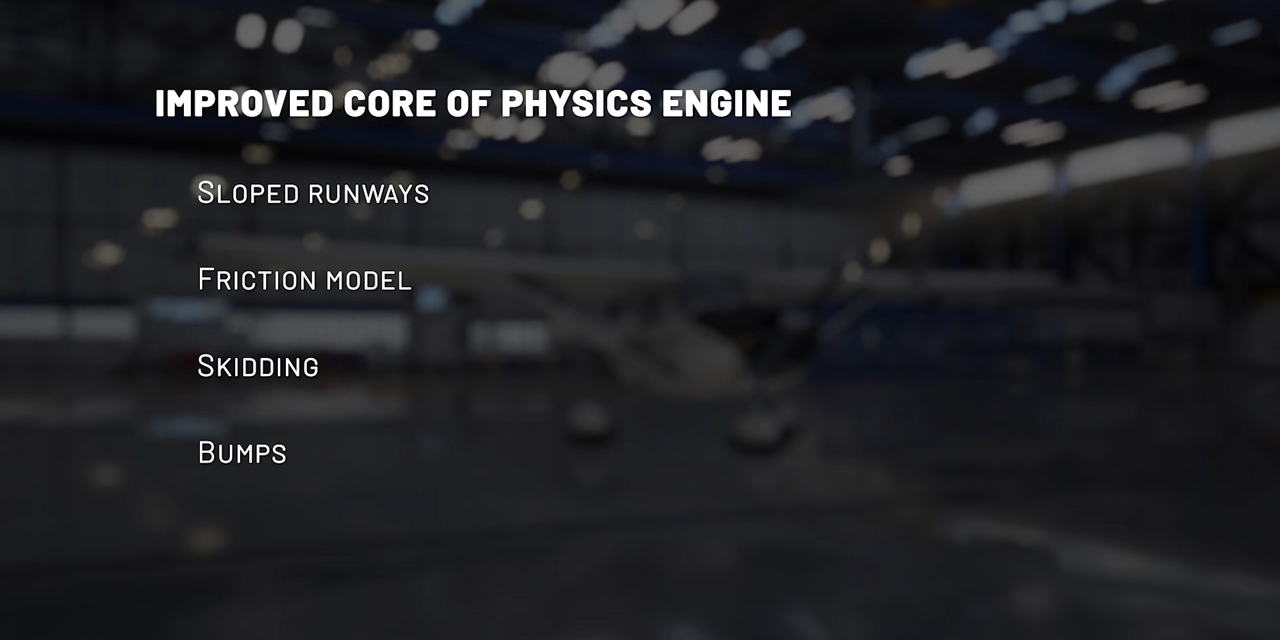 IMPROVED CORE OF PHYSICS ENGINE
SLOPED RUNWAYS
FRICTION MODEL
SKIDDING
BUMPS